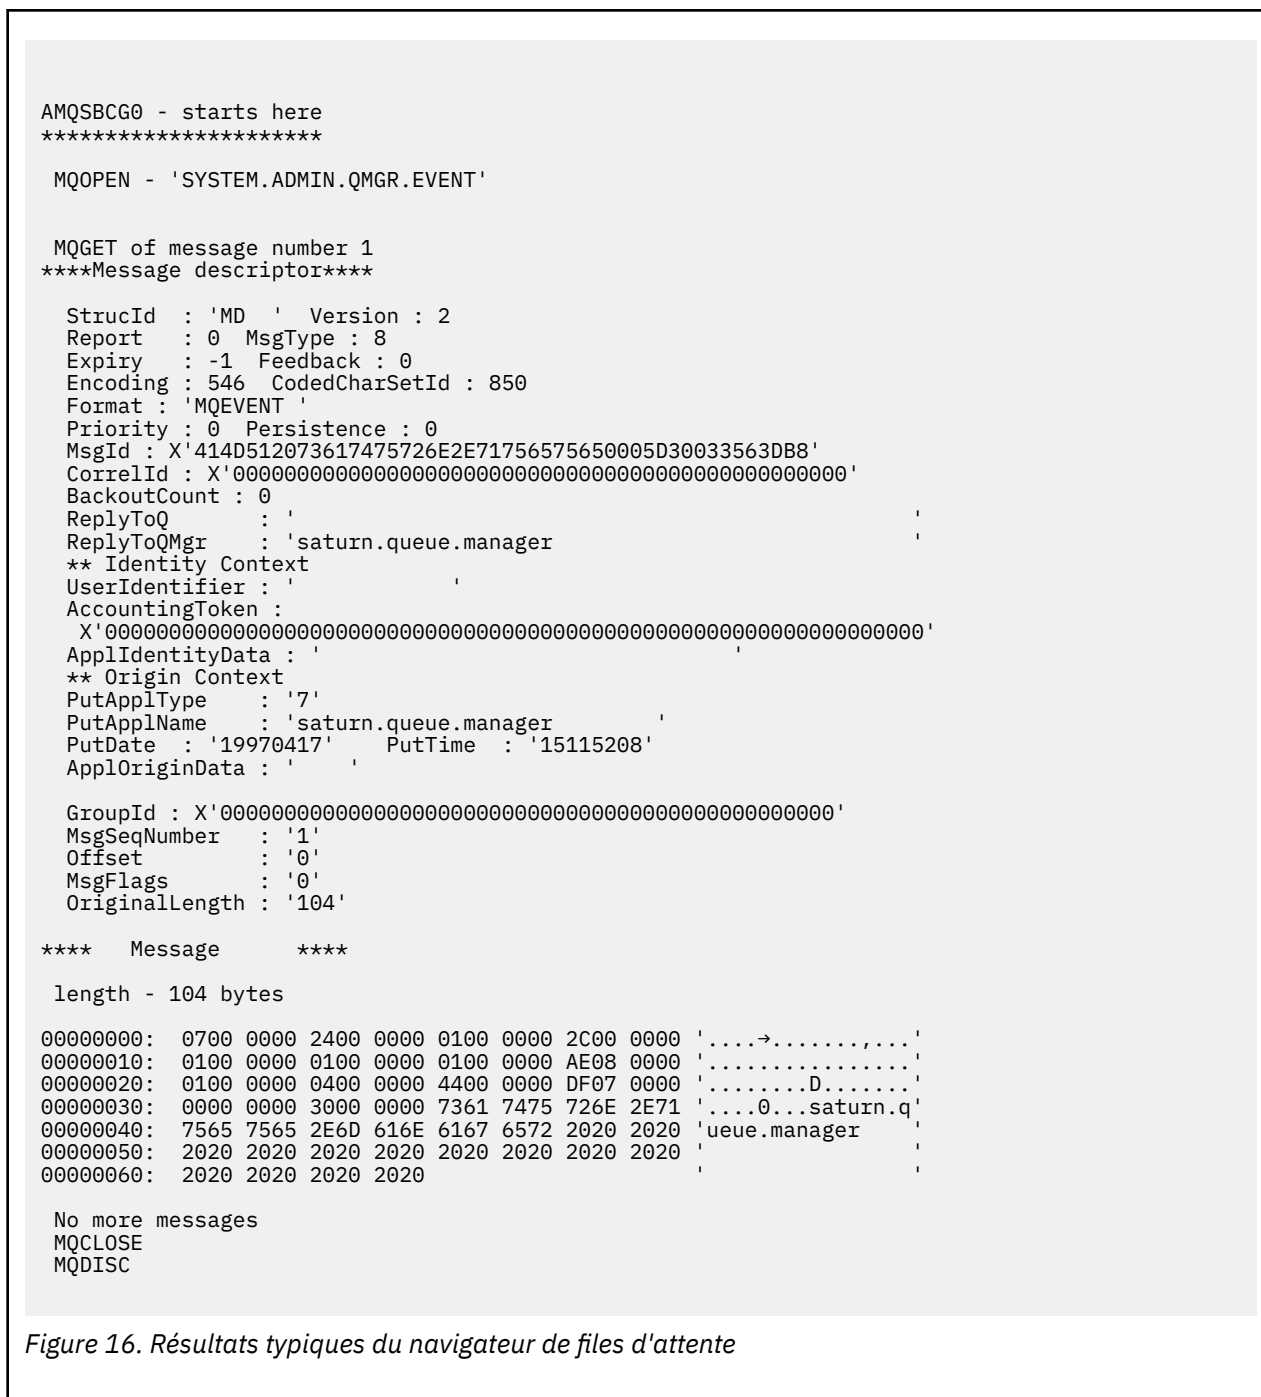 AMQSBCG0 - starts here
**********************
MQOPEN - 'SYSTEM.ADMIN.QMGR.EVENT'
MQGET of message number 1
****Message descriptor****
StrucId  : 'MD  '  Version : 2
Report   : 0  MsgType : 8
Expiry   : -1  Feedback : 0
Encoding : 546  CodedCharSetId : 850
Format : 'MQEVENT '
Priority : 0  Persistence : 0
MsgId : X'414D512073617475726E2E71756575650005D30033563DB8'
CorrelId : X'000000000000000000000000000000000000000000000000'
BackoutCount : 0
ReplyToQ       : '                                                '
ReplyToQMgr    : 'saturn.queue.manager                            '
** Identity Context
UserIdentifier : '            '
AccountingToken :
X'0000000000000000000000000000000000000000000000000000000000000000'
ApplIdentityData : '                                '
** Origin Context
PutApplType    : '7'
PutApplName    : 'saturn.queue.manager        '
PutDate  : '19970417'    PutTime  : '15115208'
ApplOriginData : '    '
GroupId : X'000000000000000000000000000000000000000000000000'
MsgSeqNumber   : '1'
Offset         : '0'
MsgFlags       : '0'
OriginalLength : '104'
****   Message      ****
length - 104 bytes
00000000:  0700 0000 2400 0000 0100 0000 2C00 0000 '....→.......,...'
00000010:  0100 0000 0100 0000 0100 0000 AE08 0000 '................'
00000020:  0100 0000 0400 0000 4400 0000 DF07 0000 '........D.......'
00000030:  0000 0000 3000 0000 7361 7475 726E 2E71 '....0...saturn.q'
00000040:  7565 7565 2E6D 616E 6167 6572 2020 2020 'ueue.manager    '
00000050:  2020 2020 2020 2020 2020 2020 2020 2020 '                '
00000060:  2020 2020 2020 2020                     '                '
No more messages
MQCLOSE
MQDISC
Figure 16. Résultats typiques du navigateur de files d'attente